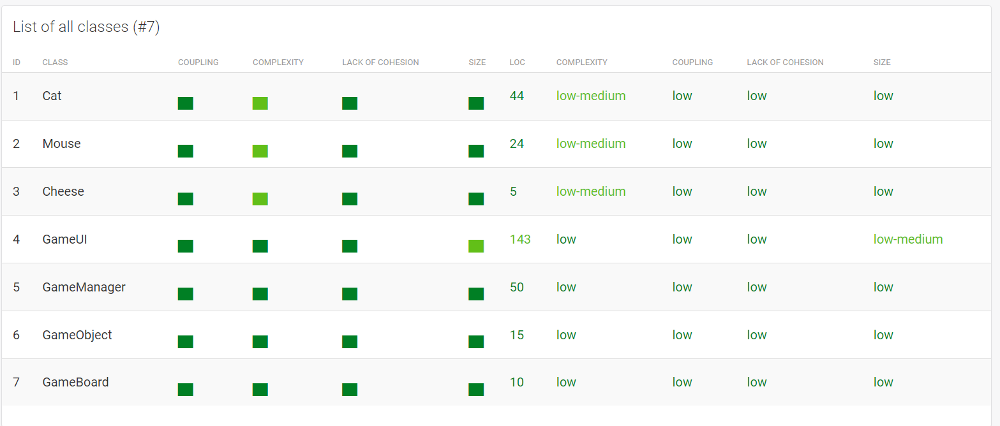 List of all classes (#7)
ID CLASS COUPLING COMPLEXITY LACK OF COHESION SIZE LOC COMPLEXITY COUPLING LACK OF COHESION SIZE
1 Cat 44 low-medium low low low
2 Mouse 24 low-medium low low low
3 Cheese 5 low-medium low low low
4 GameUI 143 low low low low-medium
5 GameManager 50 low low low low
6 GameObject 15 low low low low
7 GameBoard 10 low low low low